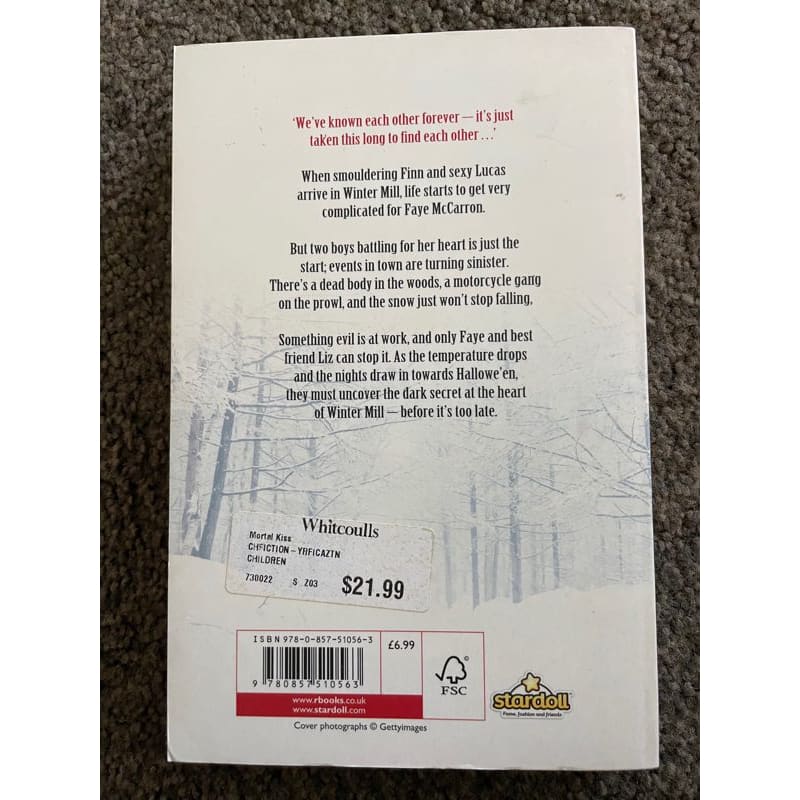 ‘We’ve known each other forever — it’s just
taken this long to find each other . . .’
When smouldering Finn and sexy Lucas
arrive in Winter Mill, life starts to get very
complicated for Faye McCarron.
But two boys battling for her heart is just the
start; events in town are turning sinister.
There’s a dead body in the woods, a motorcycle gang
on the prowl, and the snow just won’t stop falling,
Something evil is at work, and only Faye and best
friend Liz can stop it. As the temperature drops
and the nights draw in towards Hallowe’en,
they must uncover the dark secret at the heart
of Winter Mill — before it’s too late.
Whitcoulls
Mortal Kiss
CHFICTION – YRFICAZTN
CHILDREN
730022 S Z03 $21.99
ISBN 978-0-857-51056-3
£6.99
9 780857 510563
www.rbooks.co.uk
www.stardoll.com
FSC
©
stardoll
Fame, fashion and friends
Cover photographs © Gettyimages